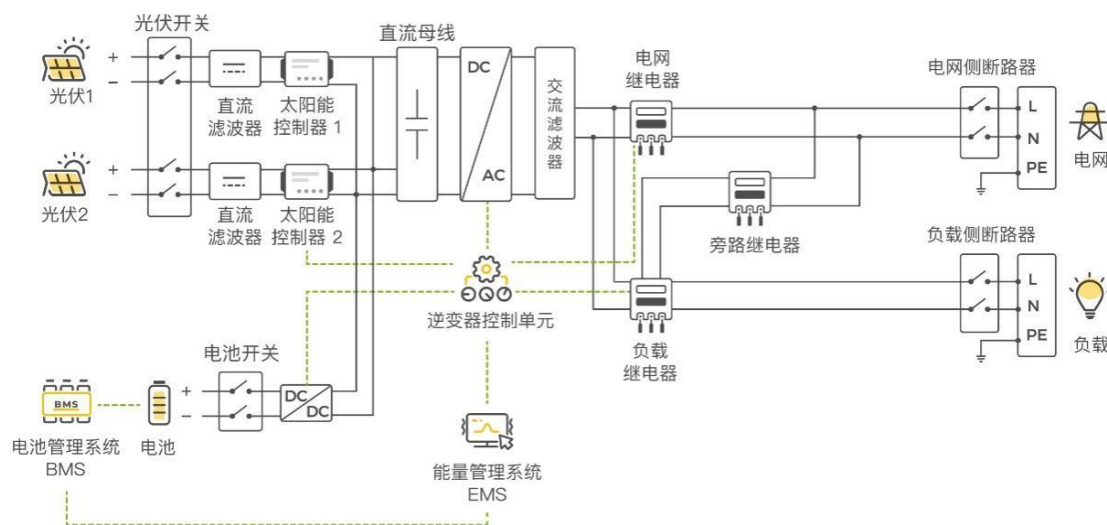 光伏开关
直流母线
电网
继电器
电网侧断路器
+
−
光伏1
直流
滤波器
太阳能
控制器 1
DC
AC
交流滤波器
L
N
PE
电网
+
−
光伏2
直流
滤波器
太阳能
控制器 2
旁路继电器
负载侧断路器
逆变器控制单元
负载
继电器
L
N
PE
负载
电池开关
+
−
DC
DC
BMS
电池管理系统
BMS
电池
能量管理系统
EMS